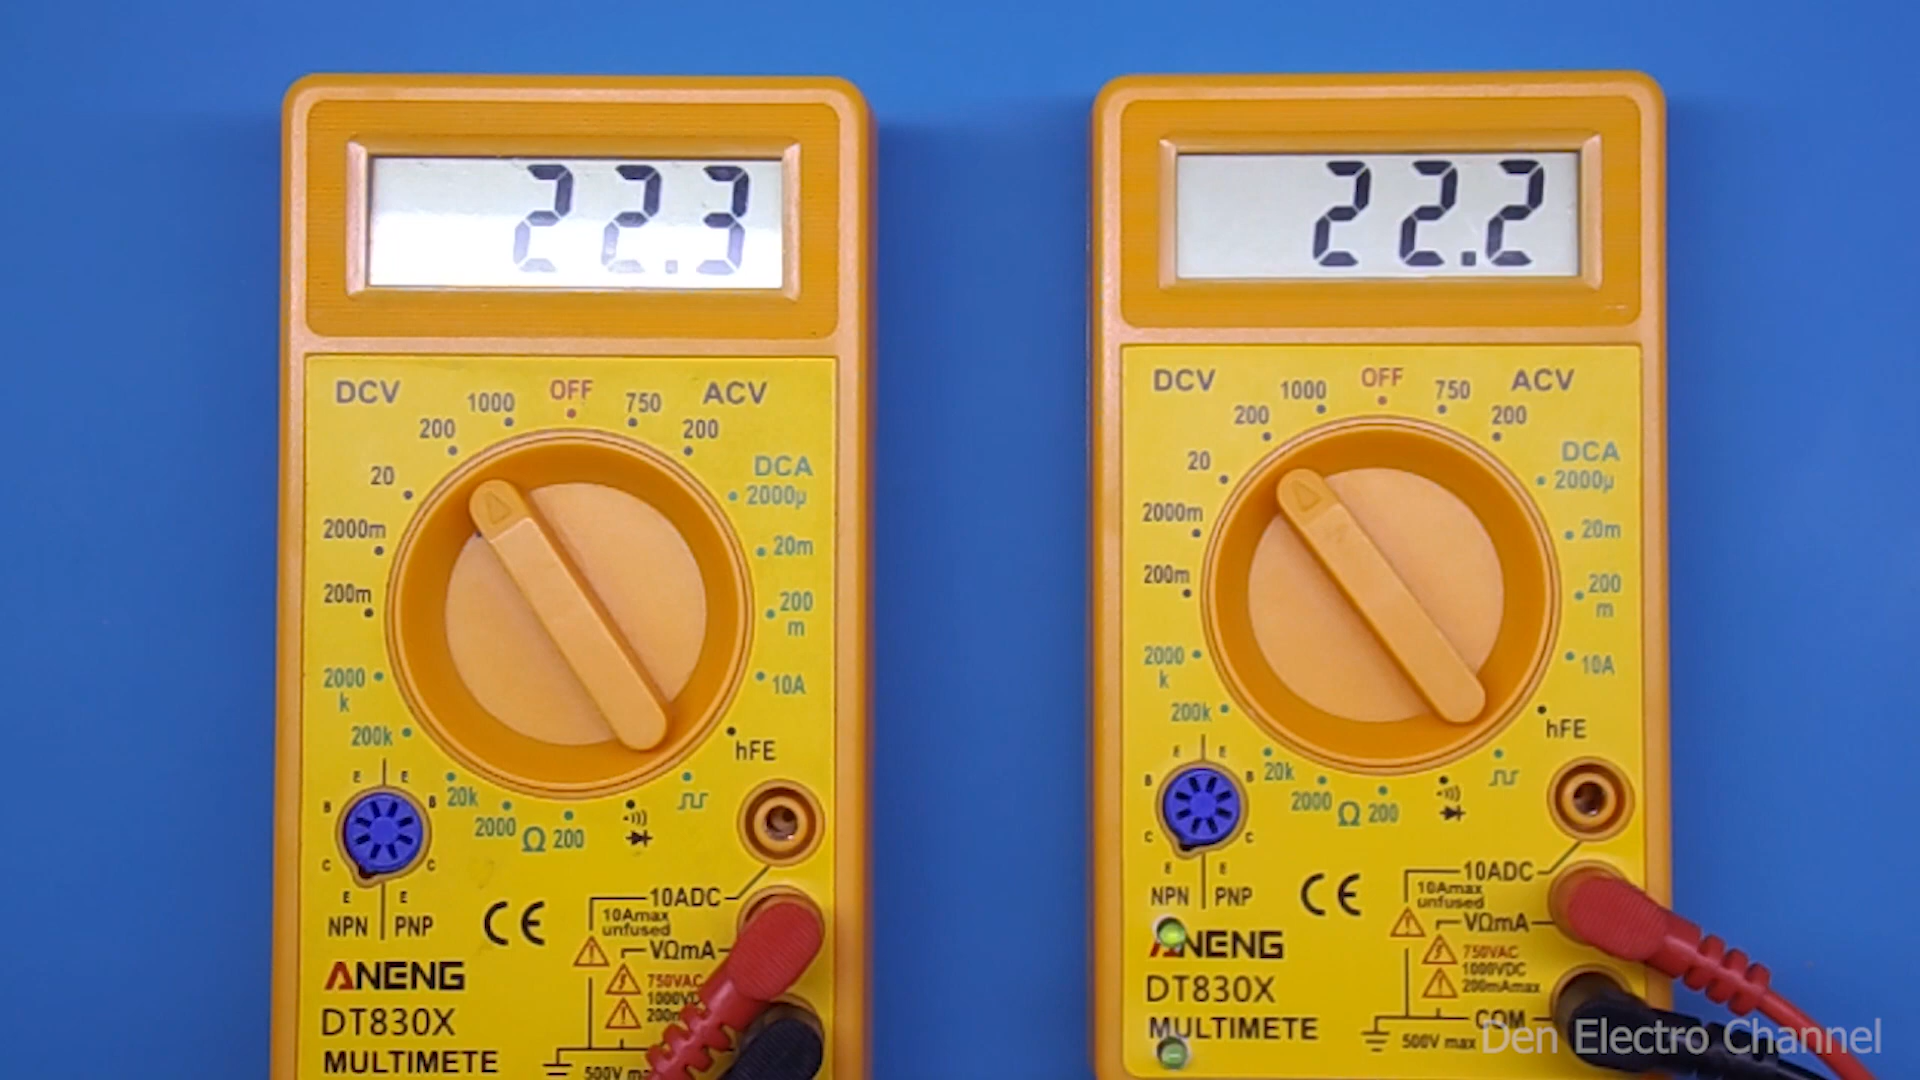 22.3
DCV 1000 OFF 750 ACV
200 200
20 DCA
2000µ
2000m 20m
200m 200
m
2000 10A
k
200k hFE
E E
B B
20k
2000 Ω 200
C C
E E
NPN PNP
CE
10ADC
10Amax
unfused
VΩmA
750VAC
ANENG
DT830X
MULTIMETE
22.2
DCV 1000 OFF 750 ACV
200 200
20 DCA
2000µ
2000m 20m
200m 200
m
2000 10A
k
200k hFE
E E
B B
20k
2000 Ω 200
C C
E E
NPN PNP
CE
10ADC
10Amax
unfused
VΩmA
750VAC
1000VDC
200mAmax
COM
500V max
ANENG
DT830X
MULTIMETE
Den Electro Channel